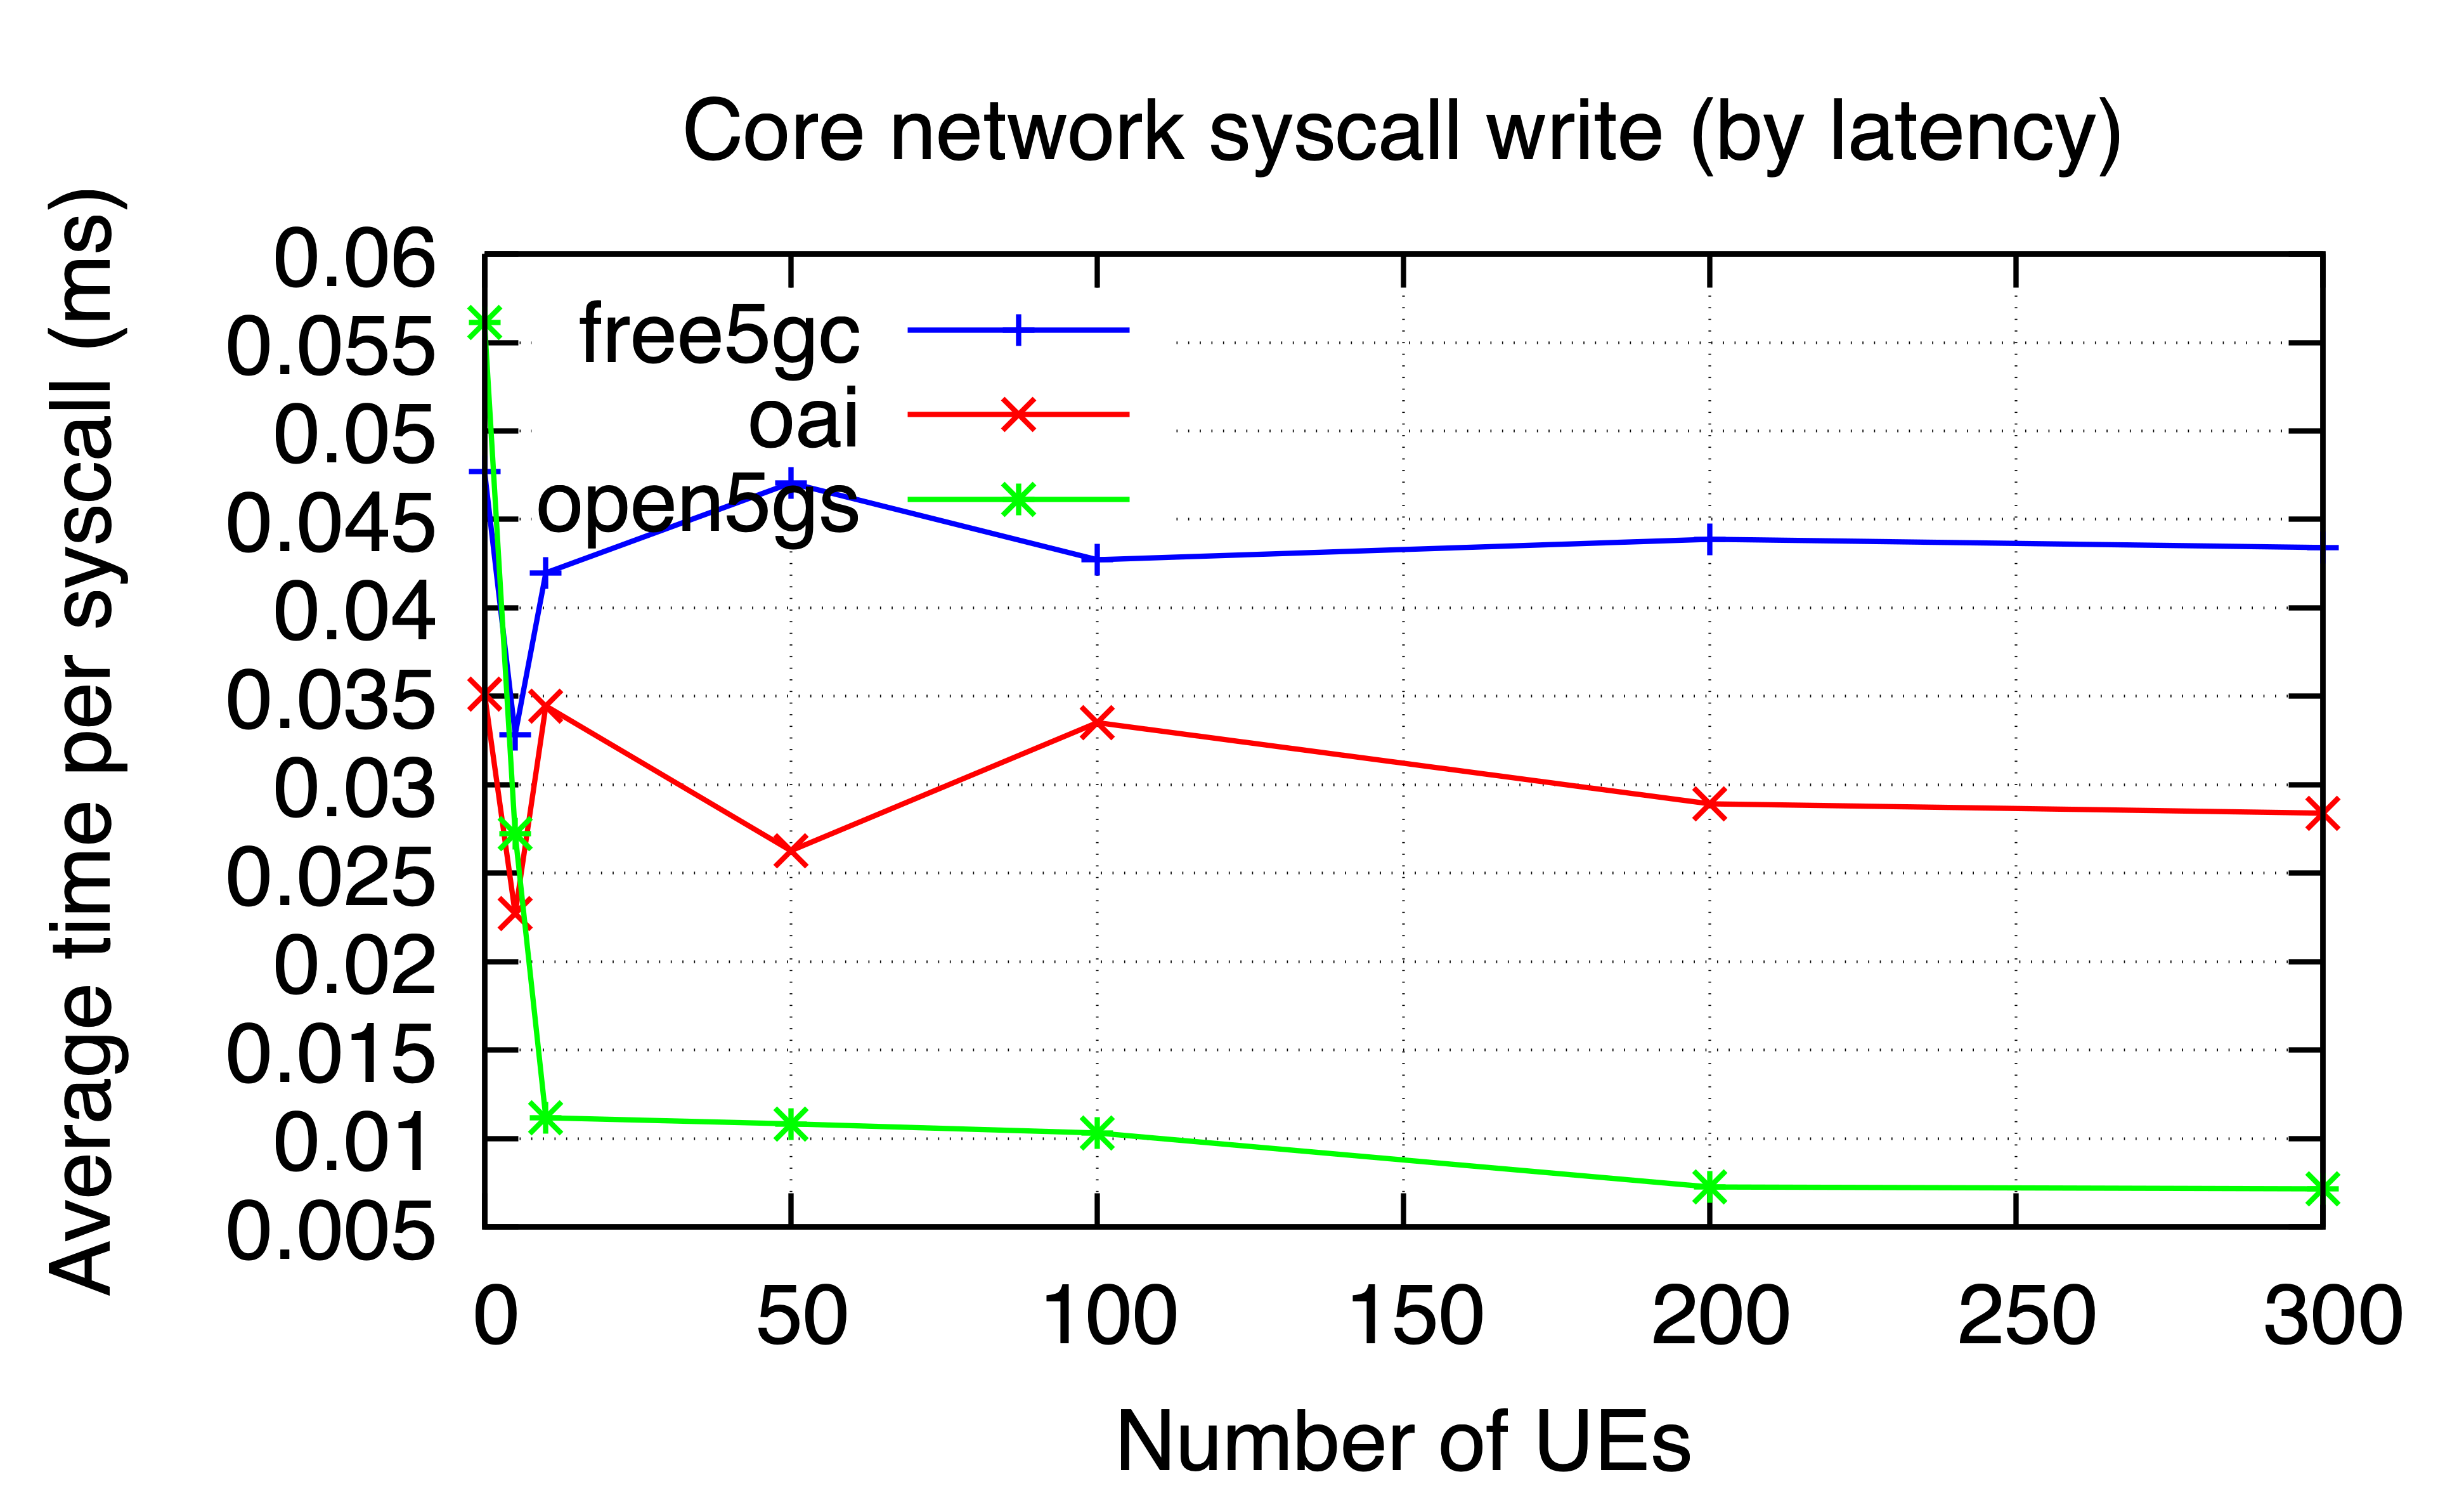 Core network syscall write (by latency)
Average time per syscall (ms)
0.06
0.055
0.05
0.045
0.04
0.035
0.03
0.025
0.02
0.015
0.01
0.005
free5gc
oai
open5gs
0 50 100 150 200 250 300
Number of UEs